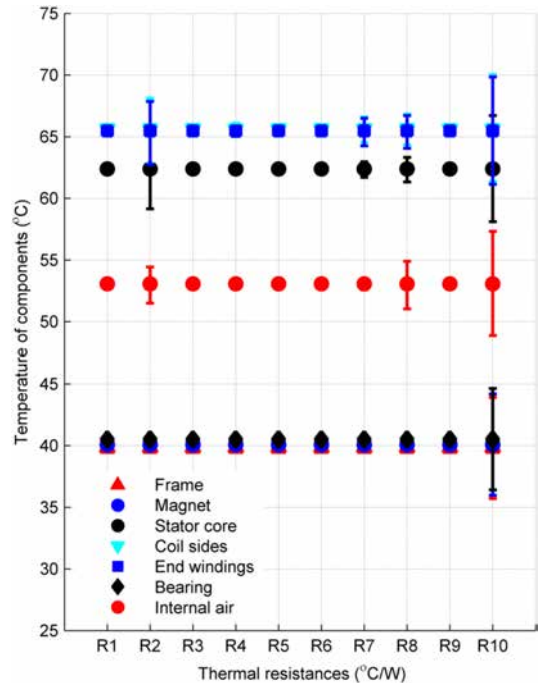 75
70
65
60
55
50
45
40
35
30
25
Temperature of components (°C)
Frame
Magnet
Stator core
Coil sides
End windings
Bearing
Internal air
R1 R2 R3 R4 R5 R6 R7 R8 R9 R10
Thermal resistances (°C/W)